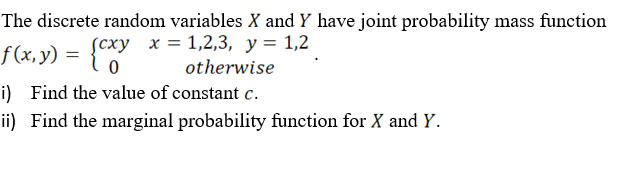 The discrete random variables X and Y have joint probability mass function
f(x, y) = { cxy x = 1,2,3, y = 1,2
0 otherwise .
i) Find the value of constant c.
ii) Find the marginal probability function for X and Y.